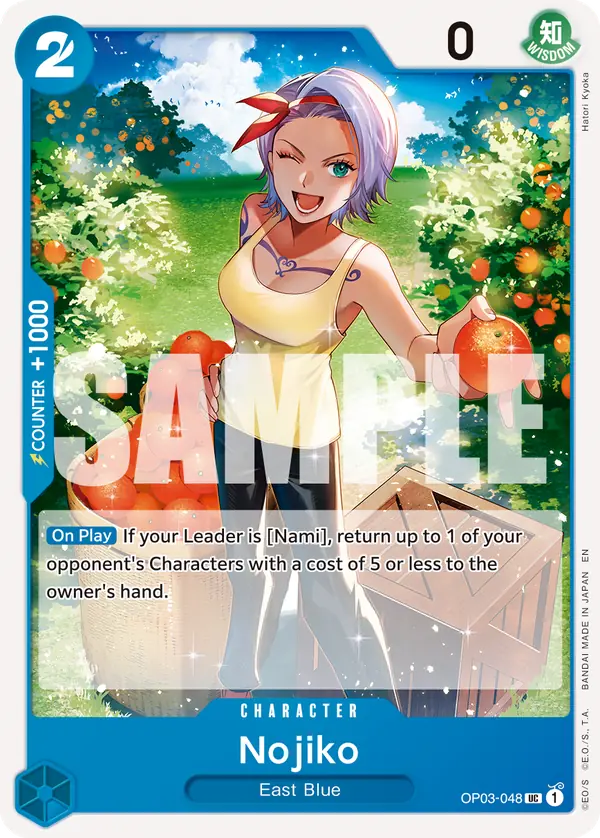 2
0
知
WISDOM
Hatori Kyoka
COUNTER +1000
SAMPLE
On Play If your Leader is [Nami], return up to 1 of your
opponent's Characters with a cost of 5 or less to the
owner's hand.
CHARACTER
Nojiko
East Blue
OP03-048 UC 1
©EO/S ©E.O./S., T.A. BANDAI MADE IN JAPAN EN